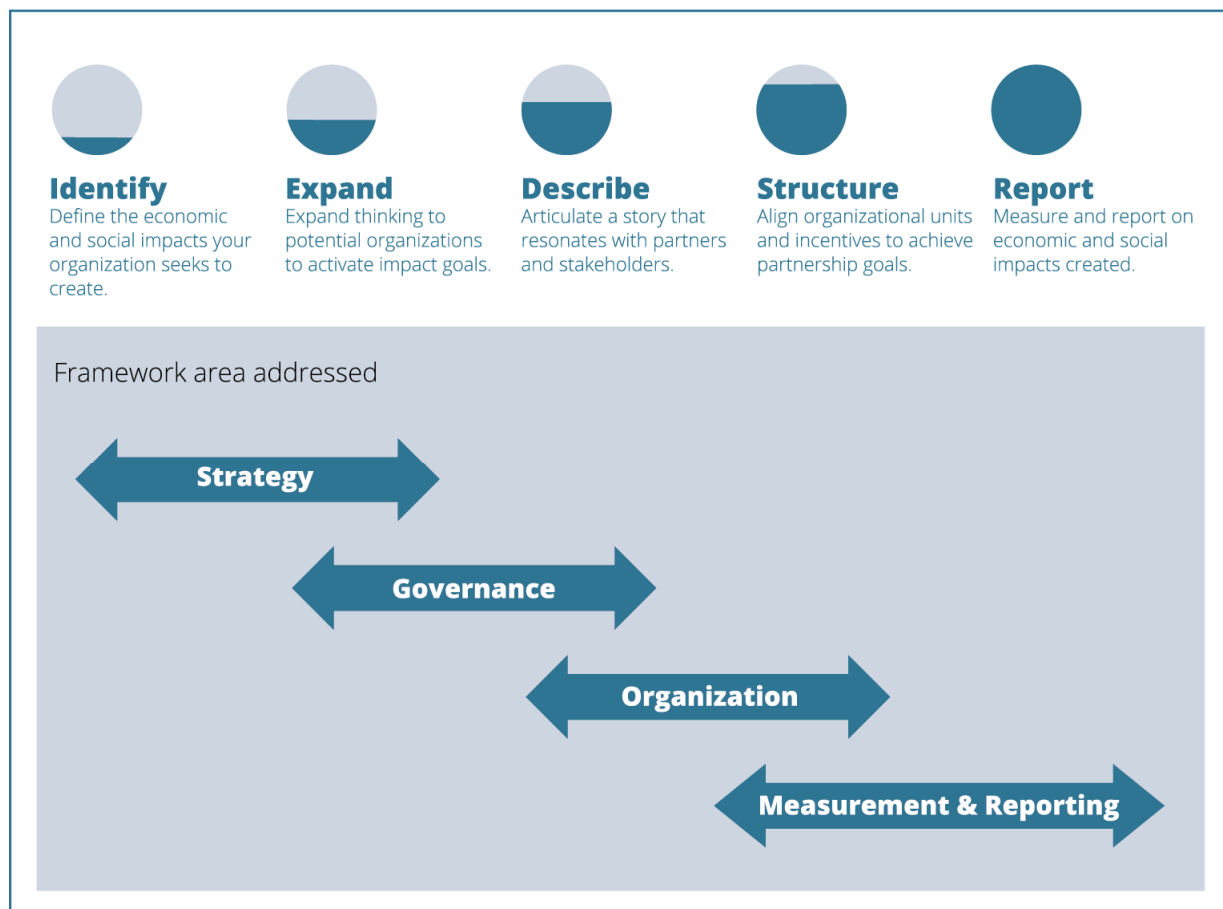 Identify
Define the economic
and social impacts your
organization seeks to
create.
Expand
Expand thinking to
potential organizations
to activate impact goals.
Describe
Articulate a story that
resonates with partners
and stakeholders.
Structure
Align organizational units
and incentives to achieve
partnership goals.
Report
Measure and report on
economic and social
impacts created.
Framework area addressed
Strategy
Governance
Organization
Measurement & Reporting